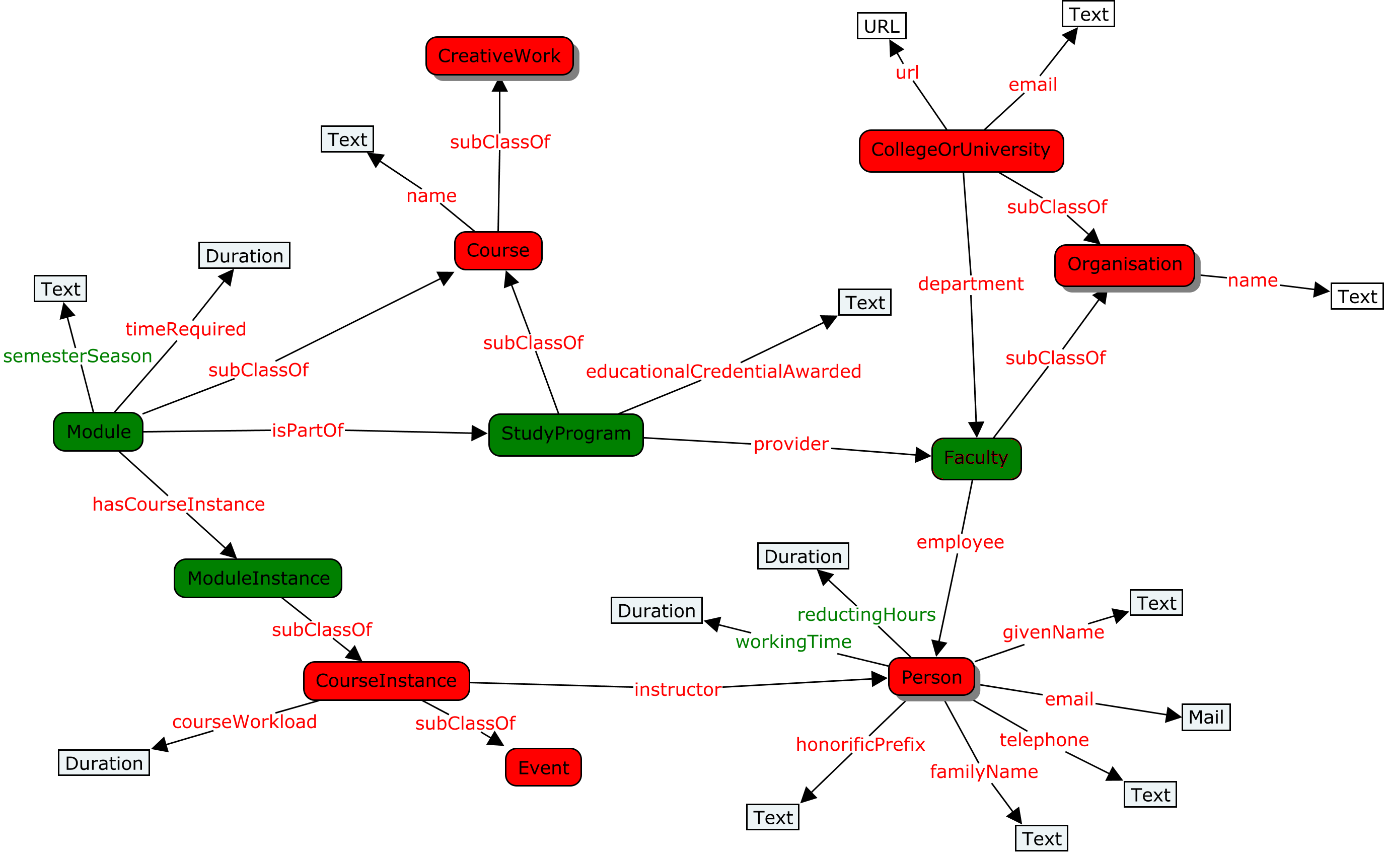 Text
URL
CreativeWork
url
email
Text
subClassOf
CollegeOrUniversity
name
subClassOf
Course
Duration
Organisation
Text
department
name
Text
Text
timeRequired
subClassOf
semesterSeason
subClassOf
subClassOf
educationalCredentialAwarded
Module
isPartOf
StudyProgram
provider
Faculty
hasCourseInstance
employee
Duration
ModuleInstance
Duration
reductingHours
Text
subClassOf
workingTime
givenName
CourseInstance
instructor
Person
email
Mail
courseWorkload
subClassOf
honorificPrefix
telephone
Duration
Event
familyName
Text
Text
Text